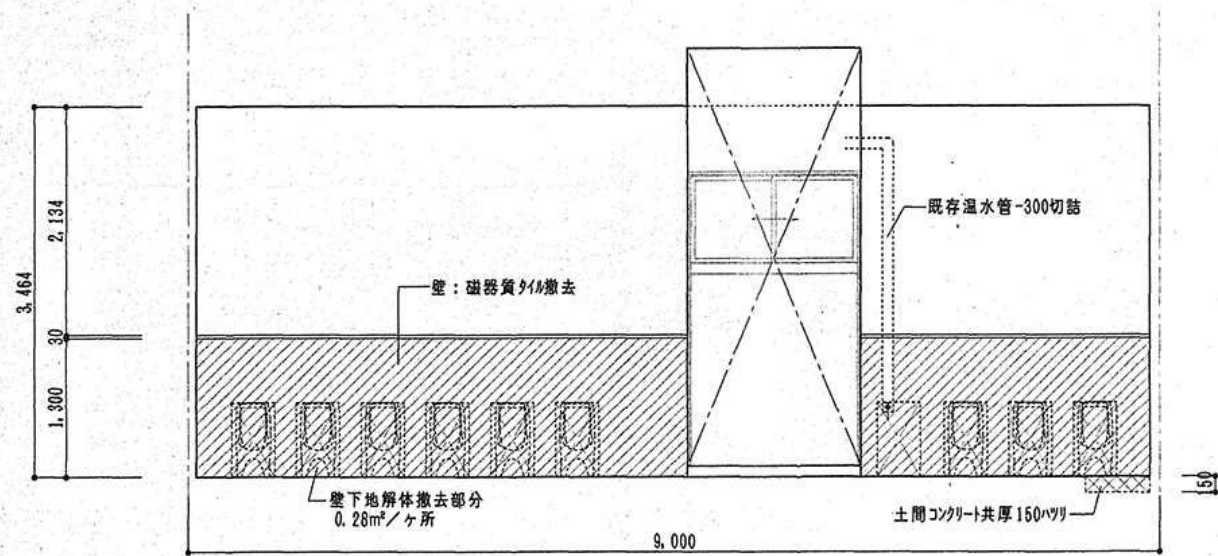 3,464
2,134
30
1,300
既存温水管-300切詰
壁:磁器質タイル撤去
壁下地解体撤去部分
0.28m²/ヶ所
土間コンクリート共厚150ハツリ
150
9,000